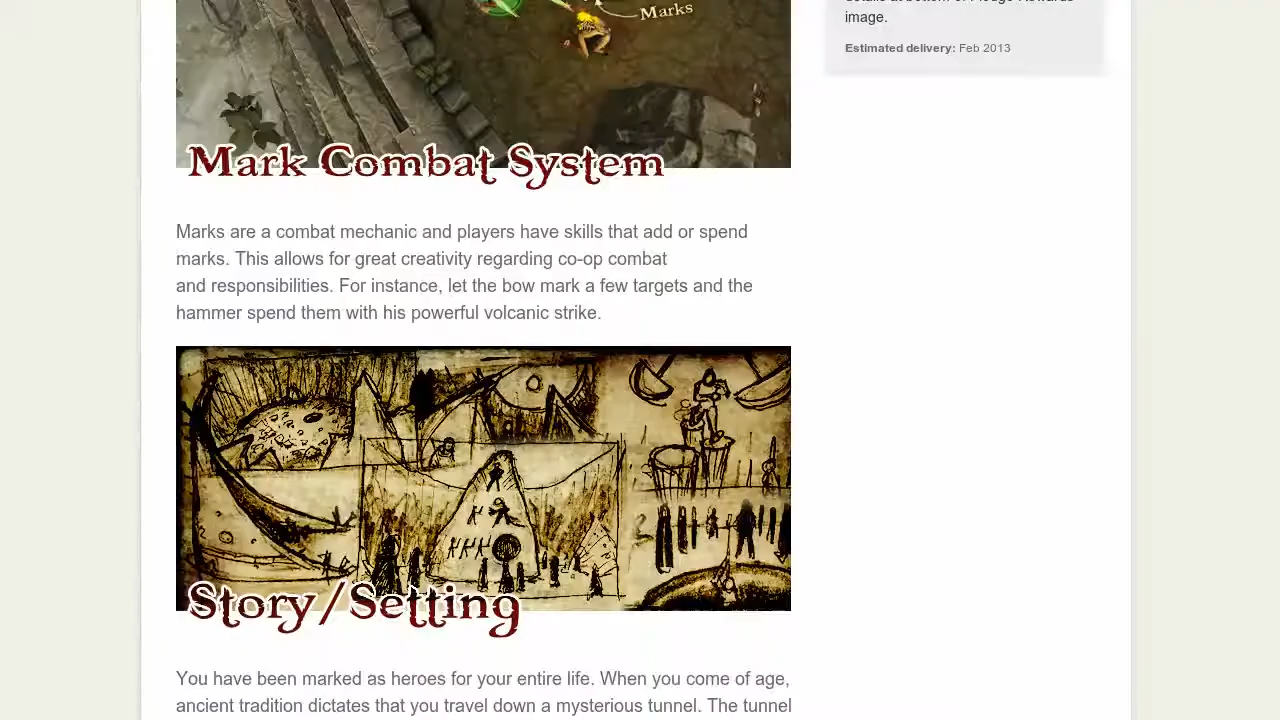 Marks
image.
Estimated delivery: Feb 2013
Mark Combat System
Marks are a combat mechanic and players have skills that add or spend
marks. This allows for great creativity regarding co-op combat
and responsibilities. For instance, let the bow mark a few targets and the
hammer spend them with his powerful volcanic strike.
Story/Setting
You have been marked as heroes for your entire life. When you come of age,
ancient tradition dictates that you travel down a mysterious tunnel. The tunnel